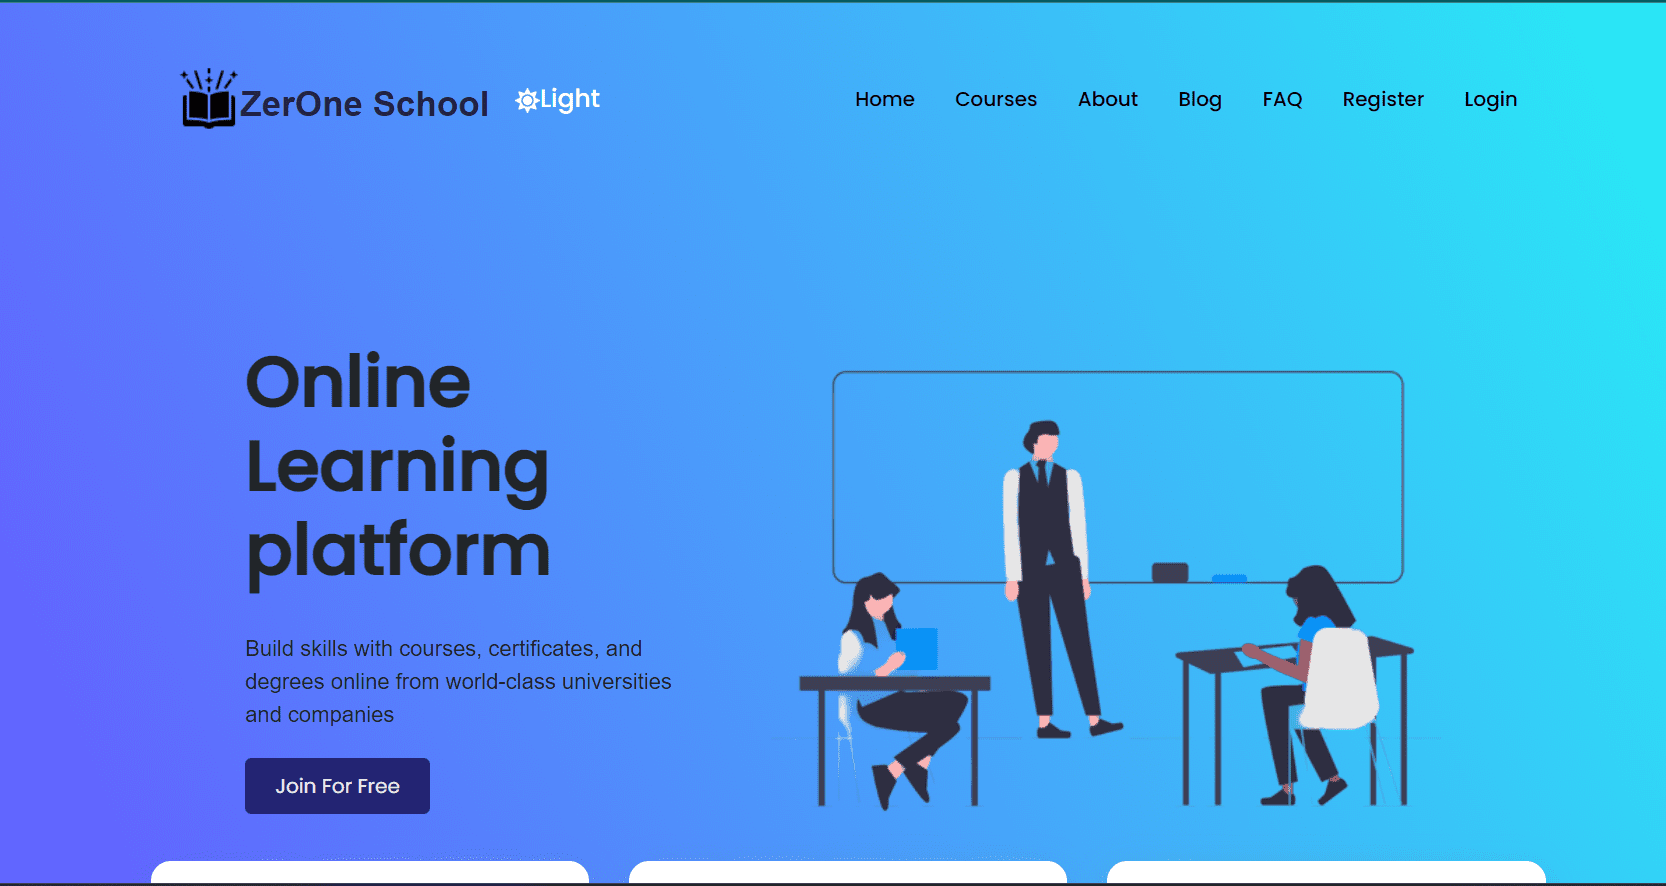 ZerOne School
Light
Home Courses About Blog FAQ Register Login
Online
Learning
platform
Build skills with courses, certificates, and
degrees online from world-class universities
and companies
Join For Free